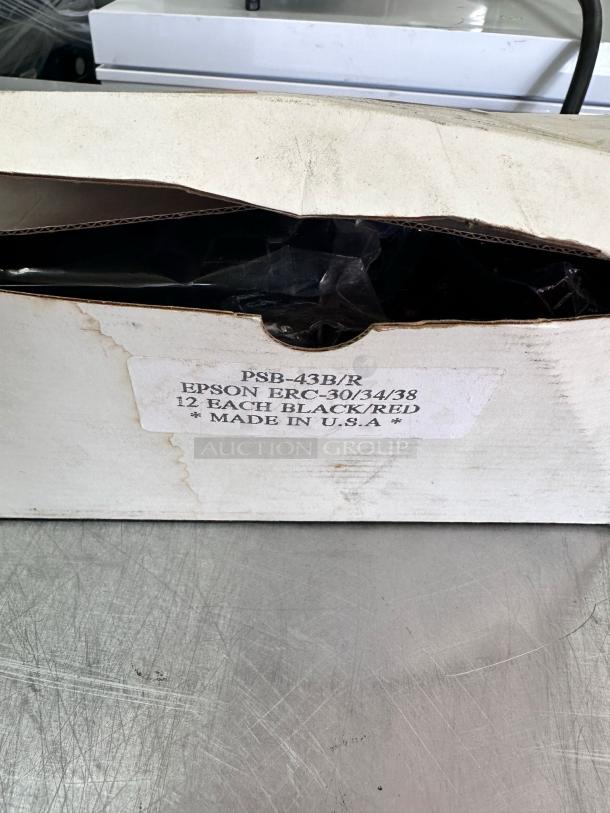 PSB-43B/R
EPSON ERC-30/34/38
12 EACH BLACK/RED
* MADE IN U.S.A *
AUCTION GROUP